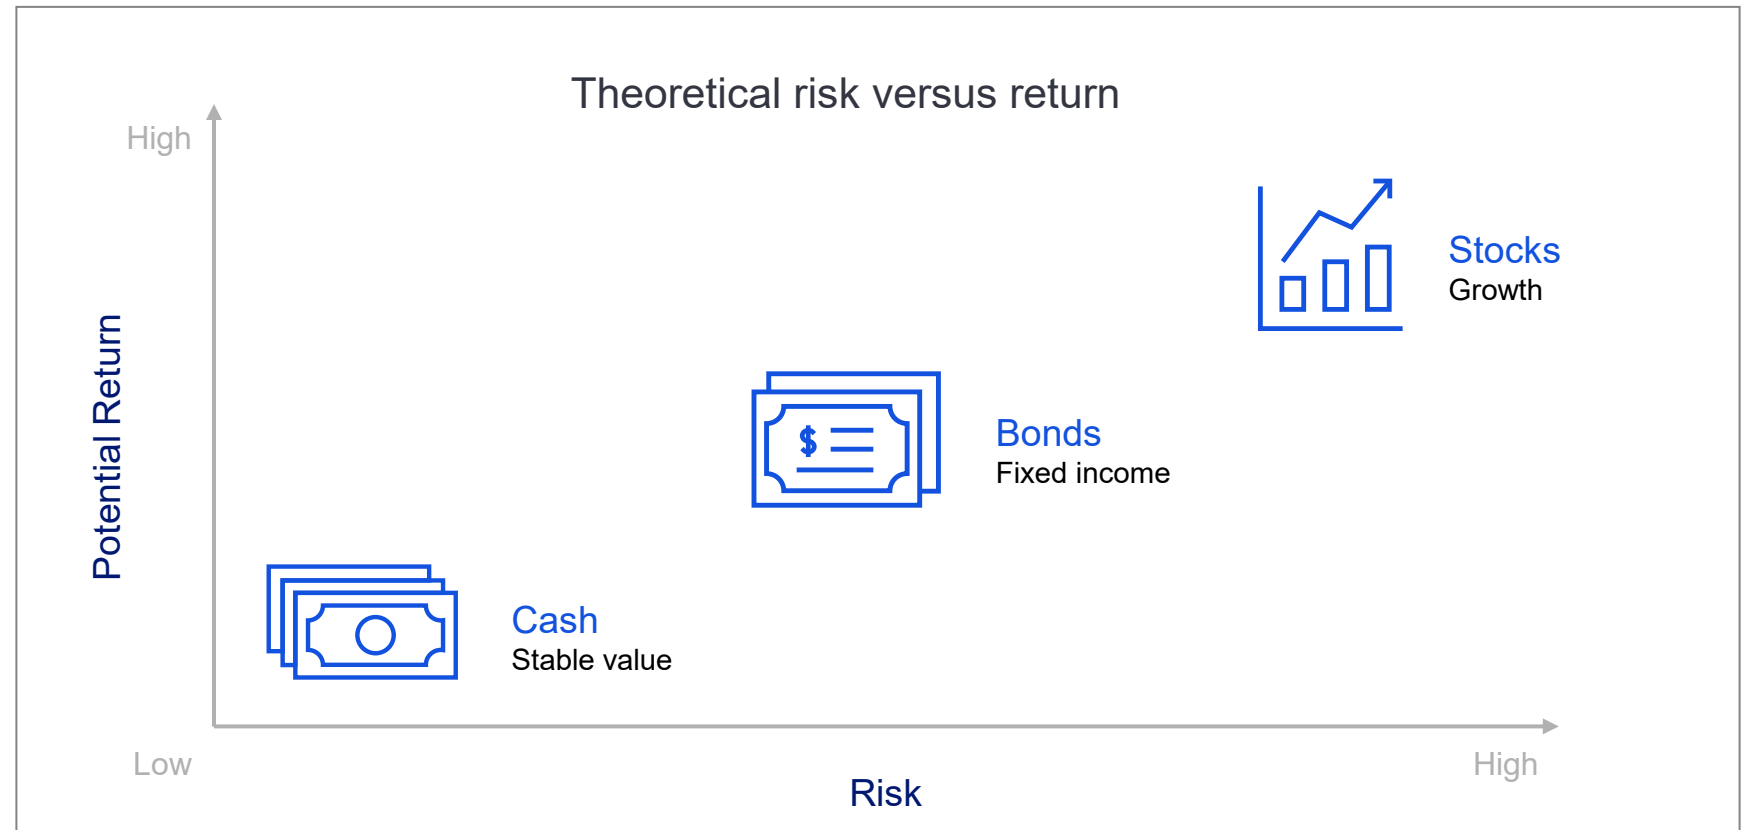 Theoretical risk versus return
High
Stocks
Growth
Potential Return
Bonds
Fixed income
$
Cash
Stable value
Low
High
Risk